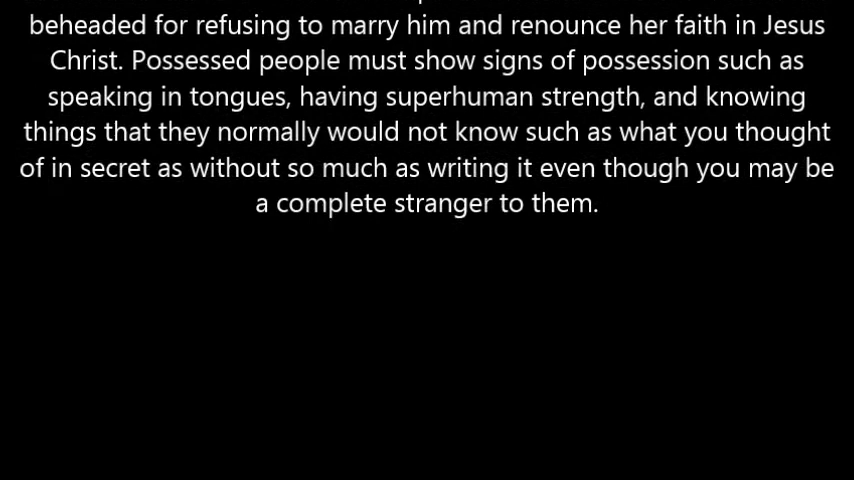 beheaded for refusing to marry him and renounce her faith in Jesus
Christ. Possessed people must show signs of possession such as
speaking in tongues, having superhuman strength, and knowing
things that they normally would not know such as what you thought
of in secret as without so much as writing it even though you may be
a complete stranger to them.